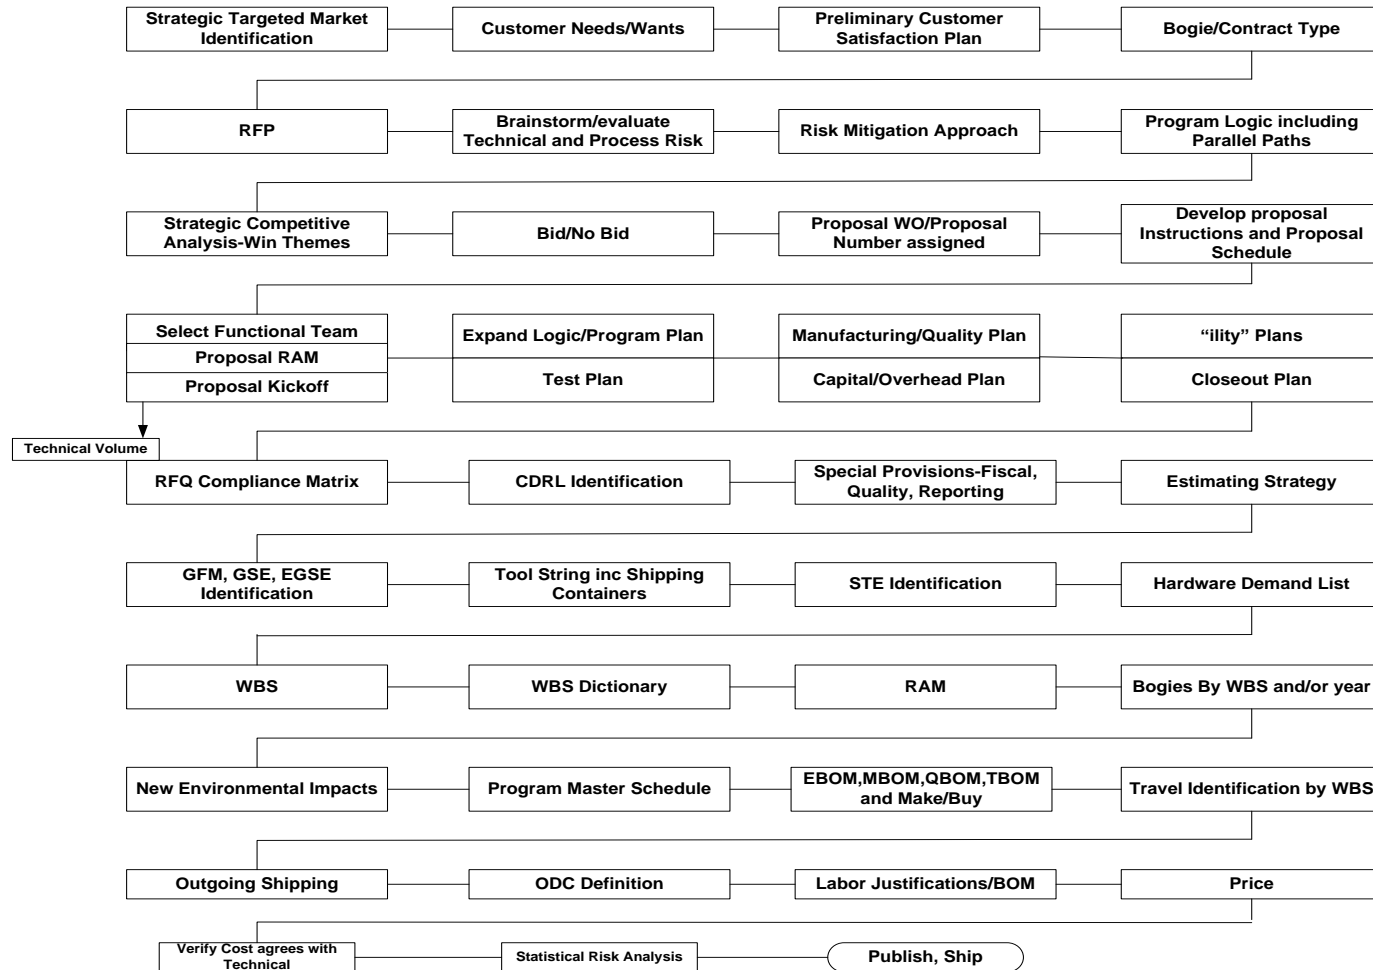 Strategic Targeted Market
Identification
Customer Needs/Wants
Preliminary Customer
Satisfaction Plan
Bogie/Contract Type
RFP
Brainstorm/evaluate
Technical and Process Risk
Risk Mitigation Approach
Program Logic including
Parallel Paths
Strategic Competitive
Analysis-Win Themes
Bid/No Bid
Proposal WO/Proposal
Number assigned
Develop proposal
Instructions and Proposal
Schedule
Select Functional Team
Proposal RAM
Proposal Kickoff
Expand Logic/Program Plan
Test Plan
Manufacturing/Quality Plan
Capital/Overhead Plan
“ility” Plans
Closeout Plan
Technical Volume
RFQ Compliance Matrix
CDRL Identification
Special Provisions-Fiscal,
Quality, Reporting
Estimating Strategy
GFM, GSE, EGSE
Identification
Tool String inc Shipping
Containers
STE Identification
Hardware Demand List
WBS
WBS Dictionary
RAM
Bogies By WBS and/or year
New Environmental Impacts
Program Master Schedule
EBOM,MBOM,QBOM,TBOM
and Make/Buy
Travel Identification by WBS
Outgoing Shipping
ODC Definition
Labor Justifications/BOM
Price
Verify Cost agrees with
Technical
Statistical Risk Analysis
Publish, Ship